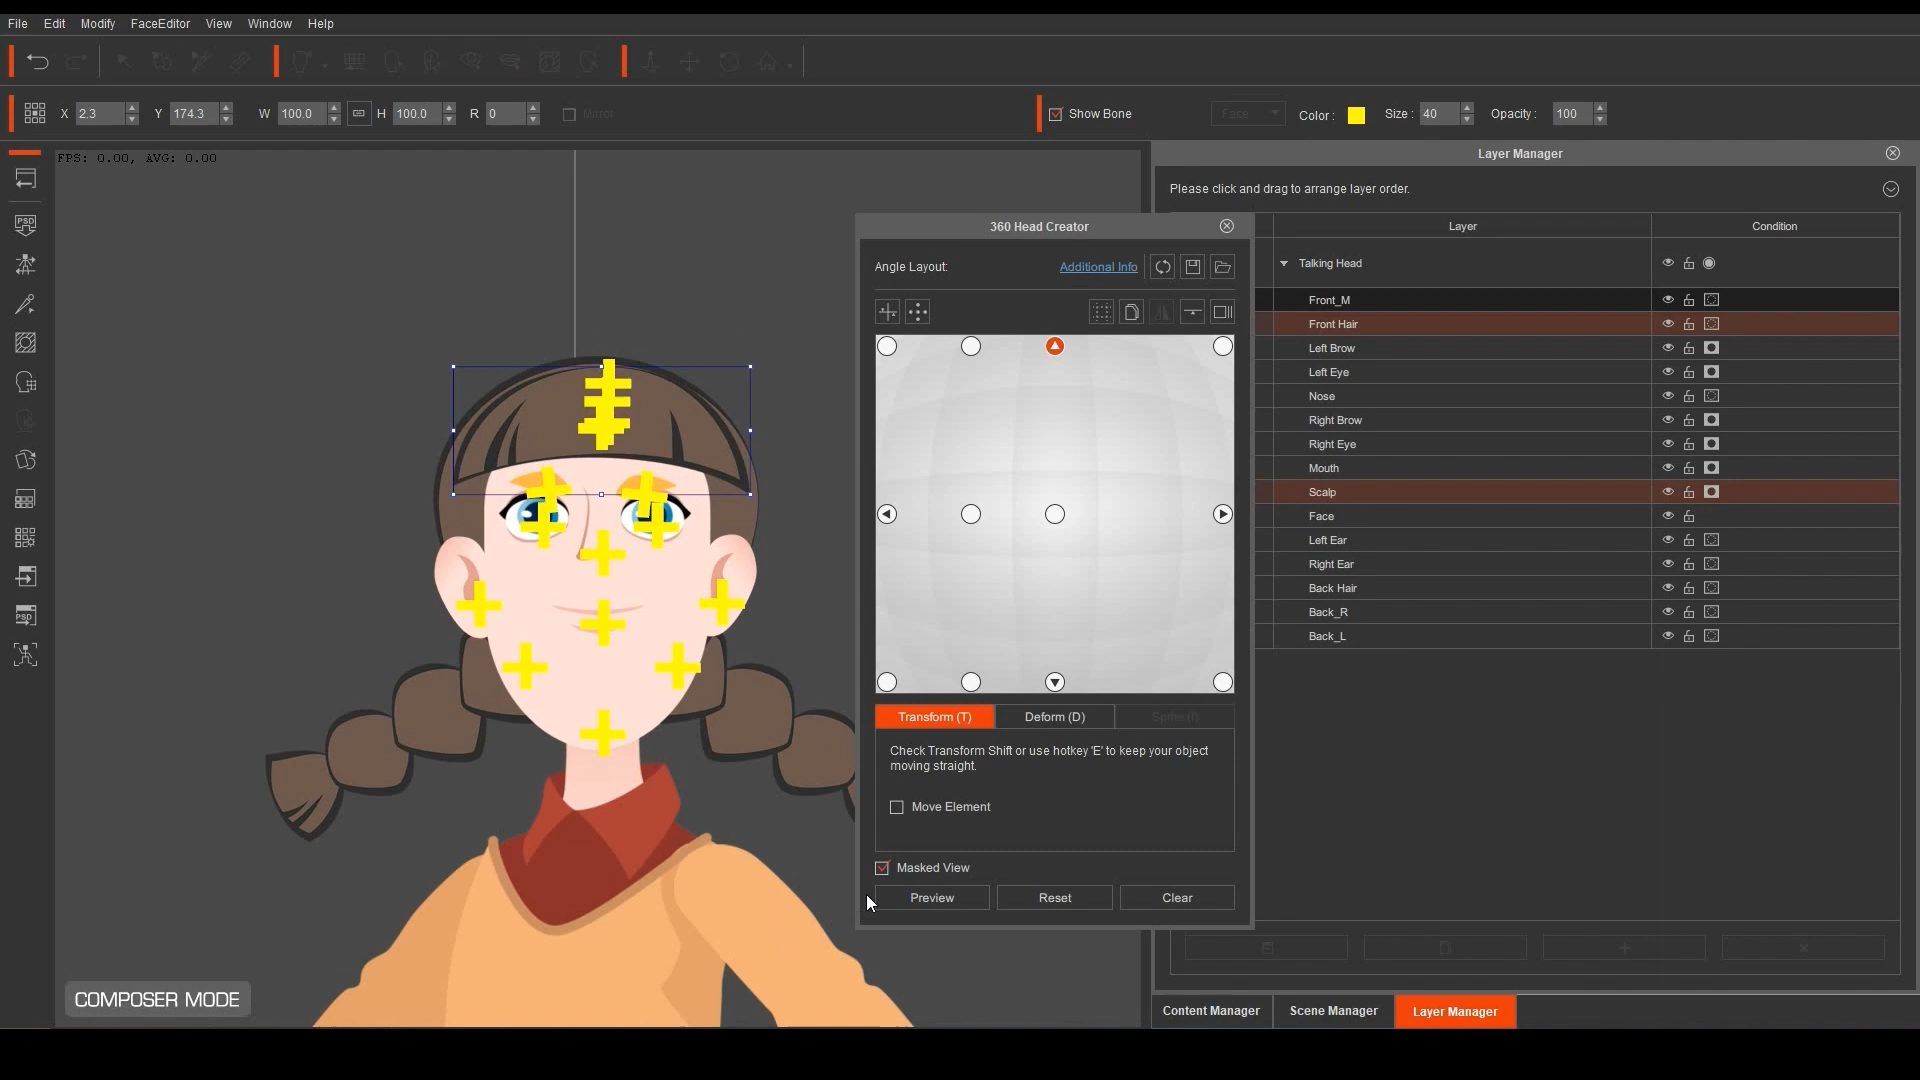 File Edit Modify FaceEditor View Window Help
X 2.3 Y 174.3 W 100.0 H 100.0 R 0 Mirror Show Bone Face Color : Size : 40 Opacity : 100
FPS: 0.00, AVG: 0.00
Layer Manager
Please click and drag to arrange layer order.
Layer Condition
Talking Head
Front_M
Front Hair
Left Brow
Left Eye
Nose
Right Brow
Right Eye
Mouth
Scalp
Face
Left Ear
Right Ear
Back Hair
Back_R
Back_L
360 Head Creator
Angle Layout: Additional Info
Transform (T) Deform (D)
Check Transform Shift or use hotkey 'E' to keep your object
moving straight.
Move Element
Masked View
Preview Reset Clear
PSD
PSD
COMPOSER MODE
Content Manager Scene Manager Layer Manager